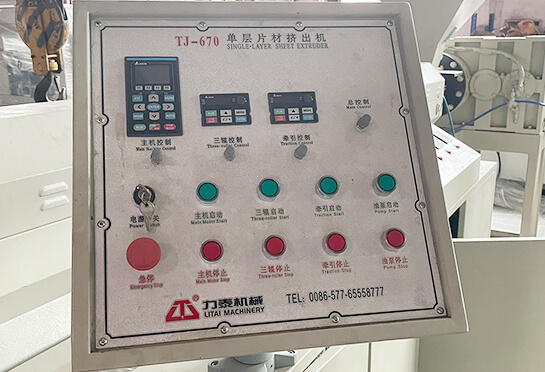 TJ-670 单层片材挤出机
SINGLE-LAYER SHEET EXTRUDER
主机控制
Main Machine Control
三辊控制
Three-roller Control
牵引控制
Traction Control
总控制
Main Control
电源
Power
主机启动
Main Motor Start
三辊启动
Three-roller Start
牵引启动
Traction Start
油泵启动
Pump Start
急停
Emergency Stop
主机停止
Main Motor Stop
三辊停止
Three-roller Stop
牵引停止
Traction Stop
油泵停止
Pump Stop
力泰机械
LITAI MACHINERY
TEL: 0086-577-65558777